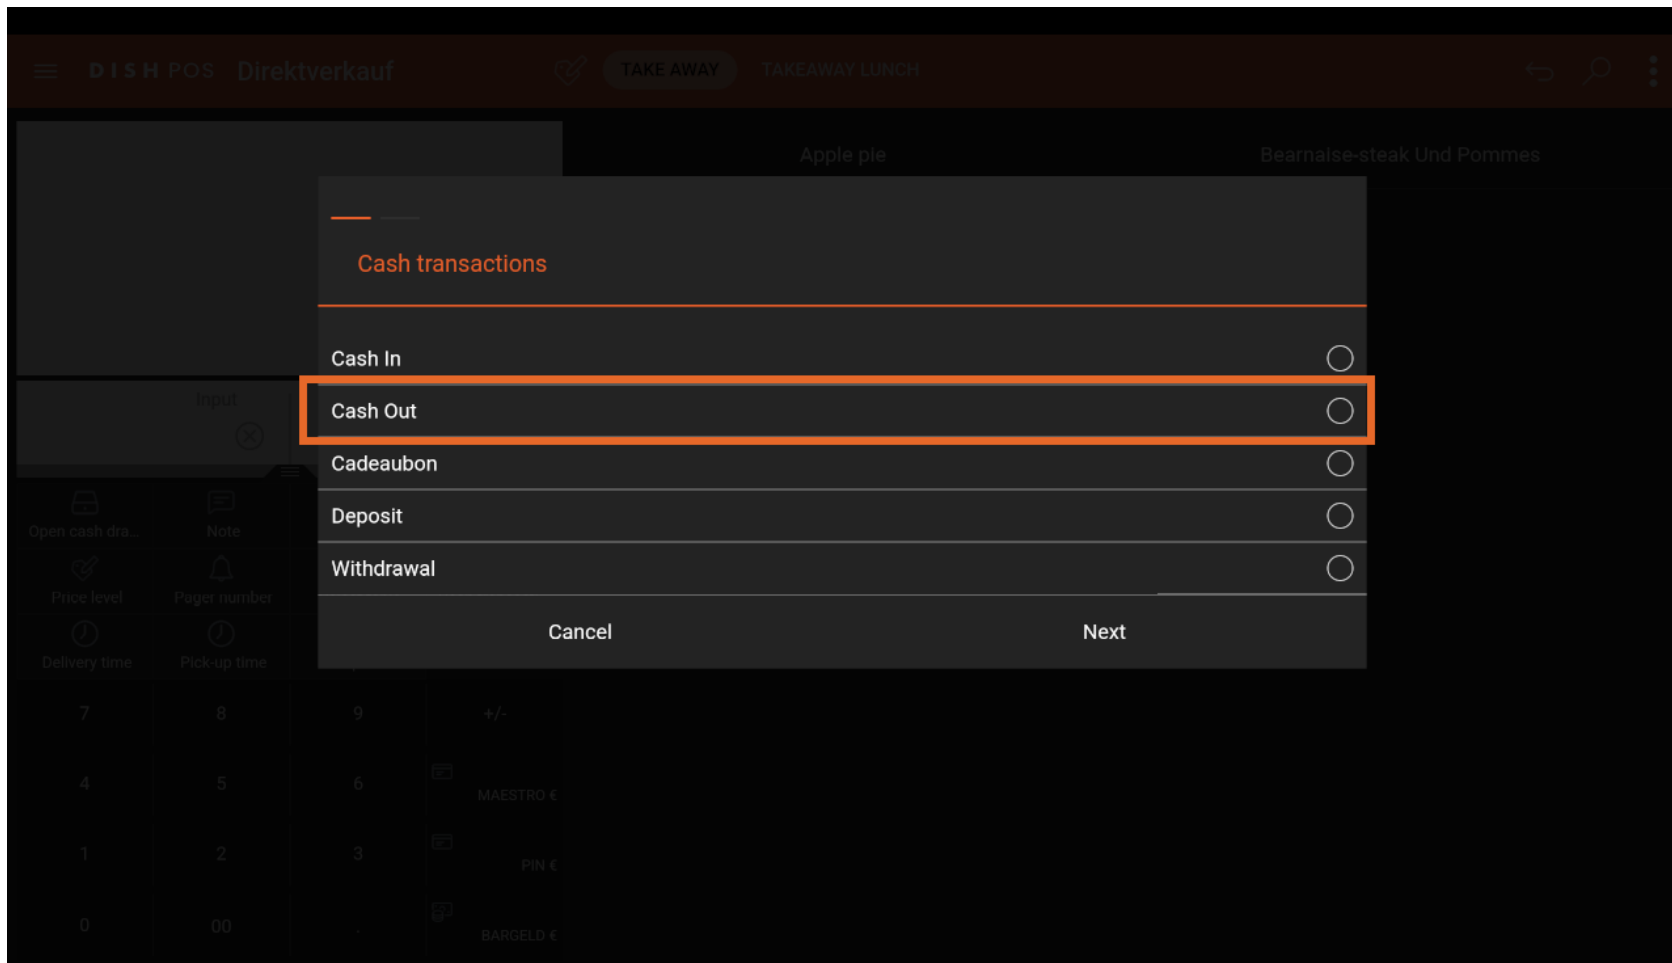 DISH POS Direktverkauf TAKE AWAY TAKEAWAY LUNCH
Apple pie Bearnaise-steak Und Pommes
Cash transactions
Cash In
Input
Cash Out
Cadeaubon
Open cash dra... Note
Deposit
Withdrawal
Price level Pager number
Cancel Next
Delivery time Pick-up time
7 8 9 +/-
4 5 6 MAESTRO €
1 2 3 PIN €
0 00 . BARGELD €